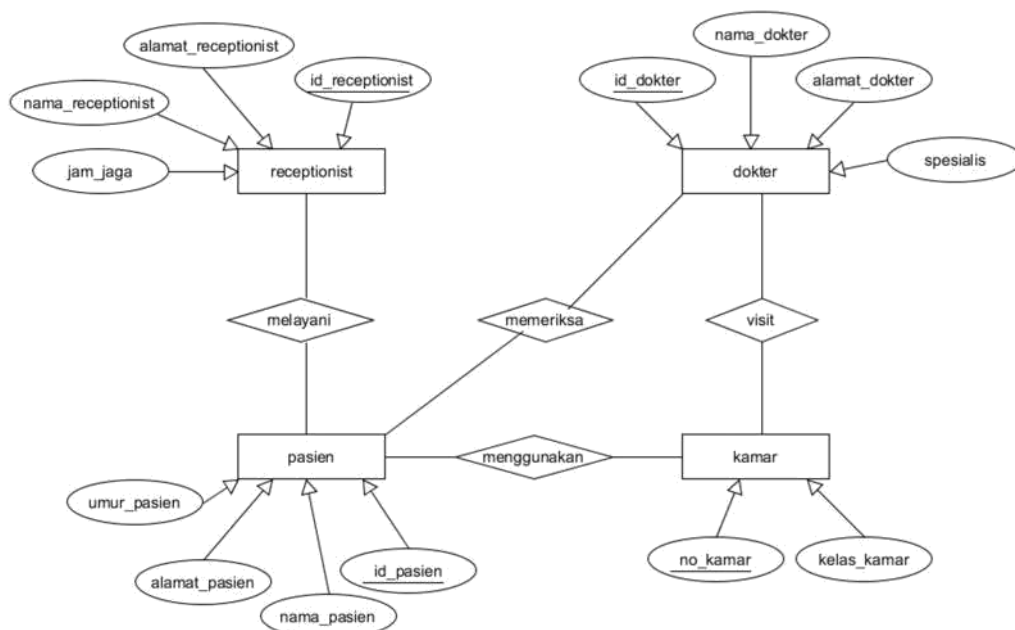 nama_dokter
alamat_receptionist
id_receptionist
id_dokter
alamat_dokter
nama_receptionist
jam_jaga
receptionist
dokter
spesialis
melayani
memeriksa
visit
pasien
menggunakan
kamar
umur_pasien
alamat_pasien
id_pasien
nama_pasien
no_kamar
kelas_kamar